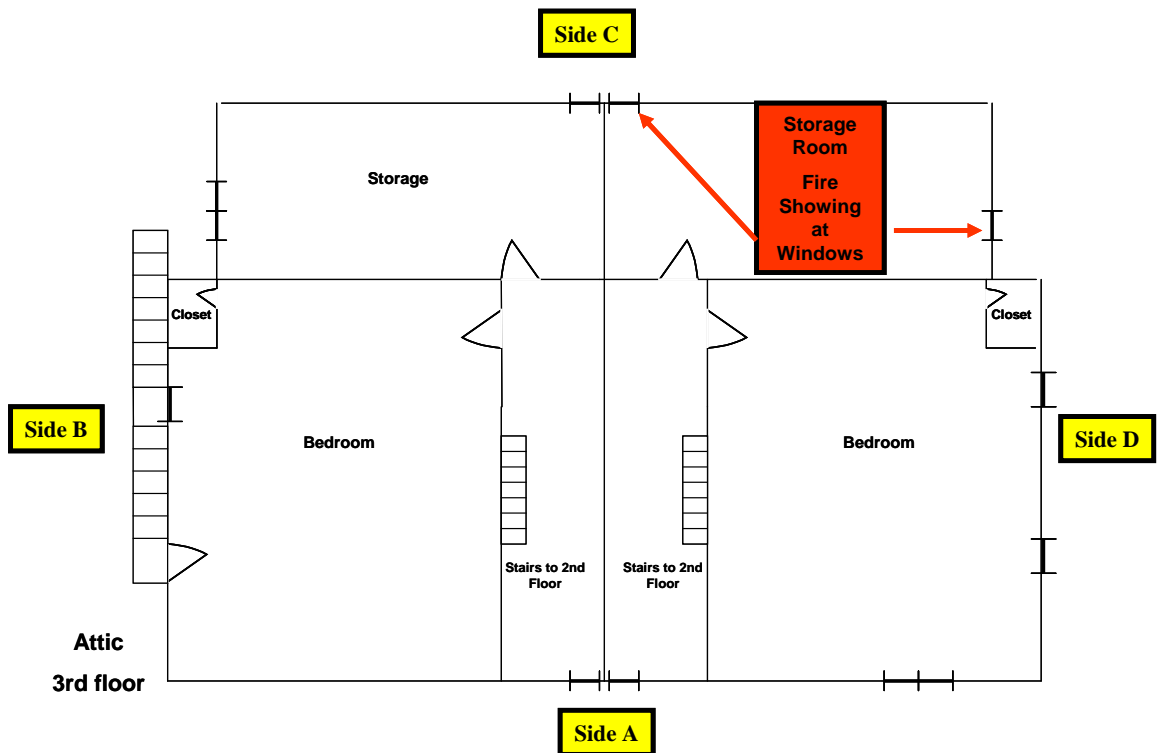 Side C
Storage
Room
Fire
Showing
at
Windows
Storage
Closet
Closet
Side B
Bedroom
Bedroom
Side D
Stairs to 2nd
Floor
Stairs to 2nd
Floor
Attic
3rd floor
Side A